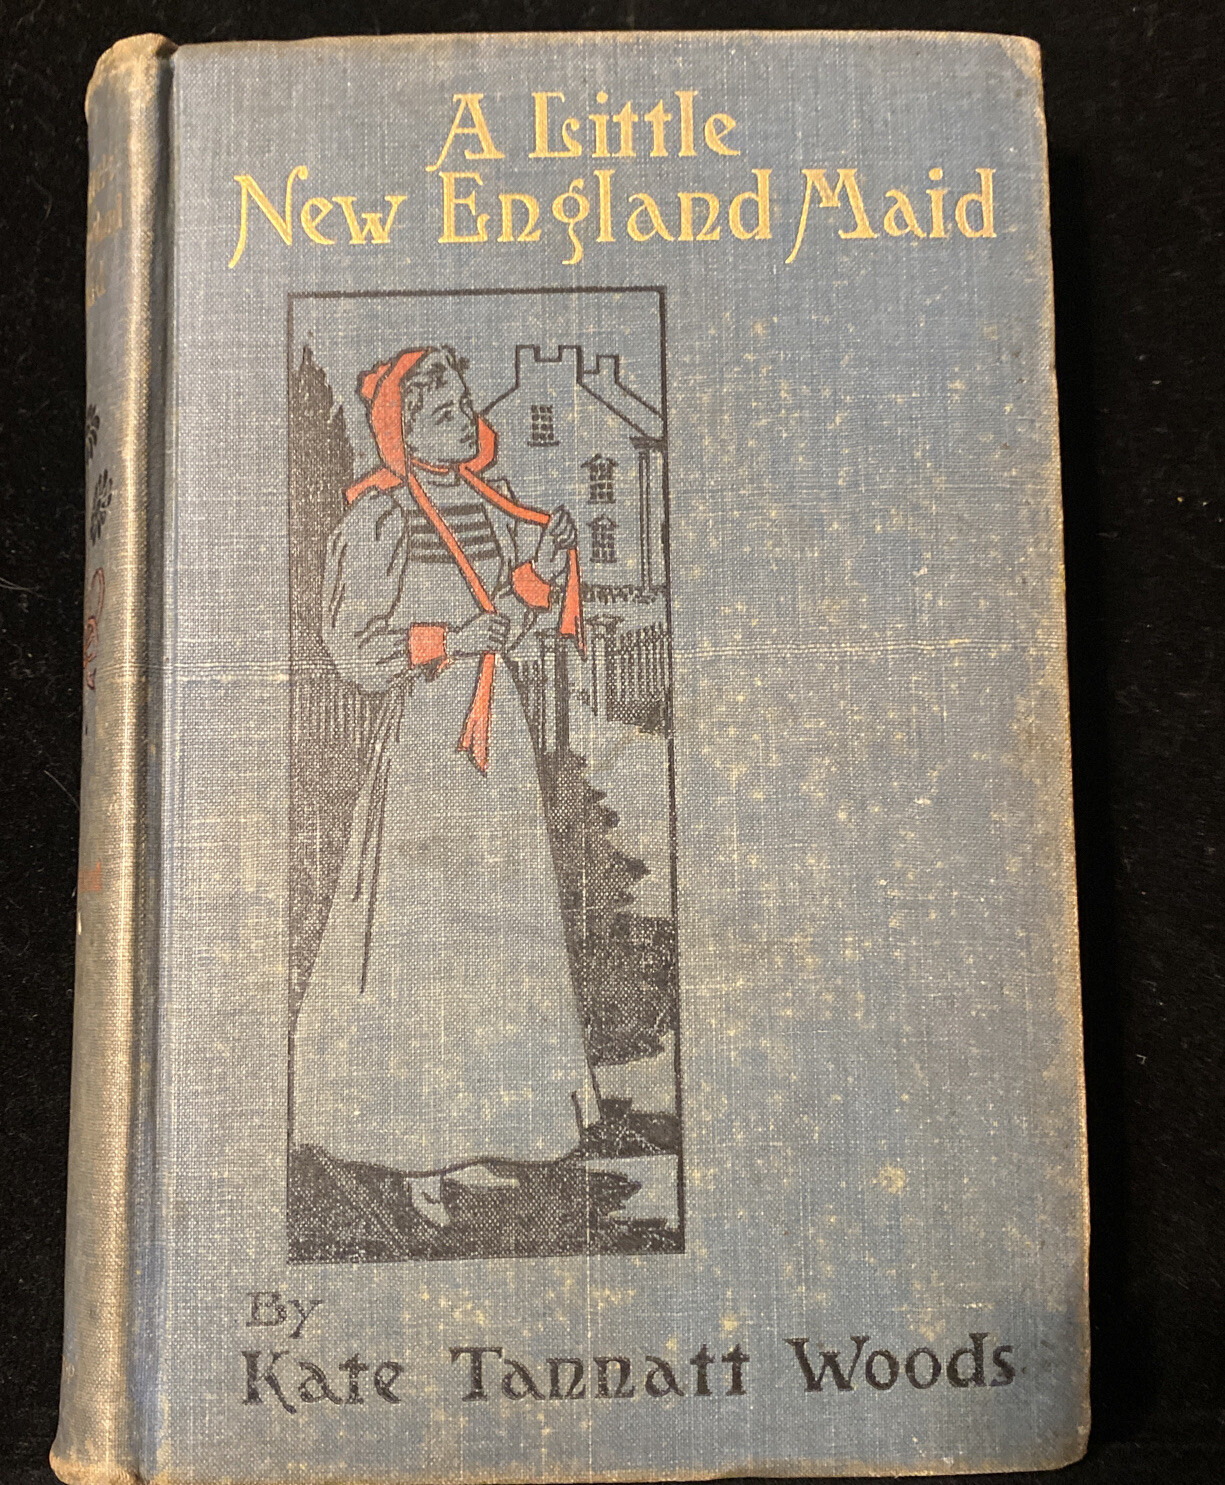 A Little
New England Maid
By
Kate Tannatt Woods